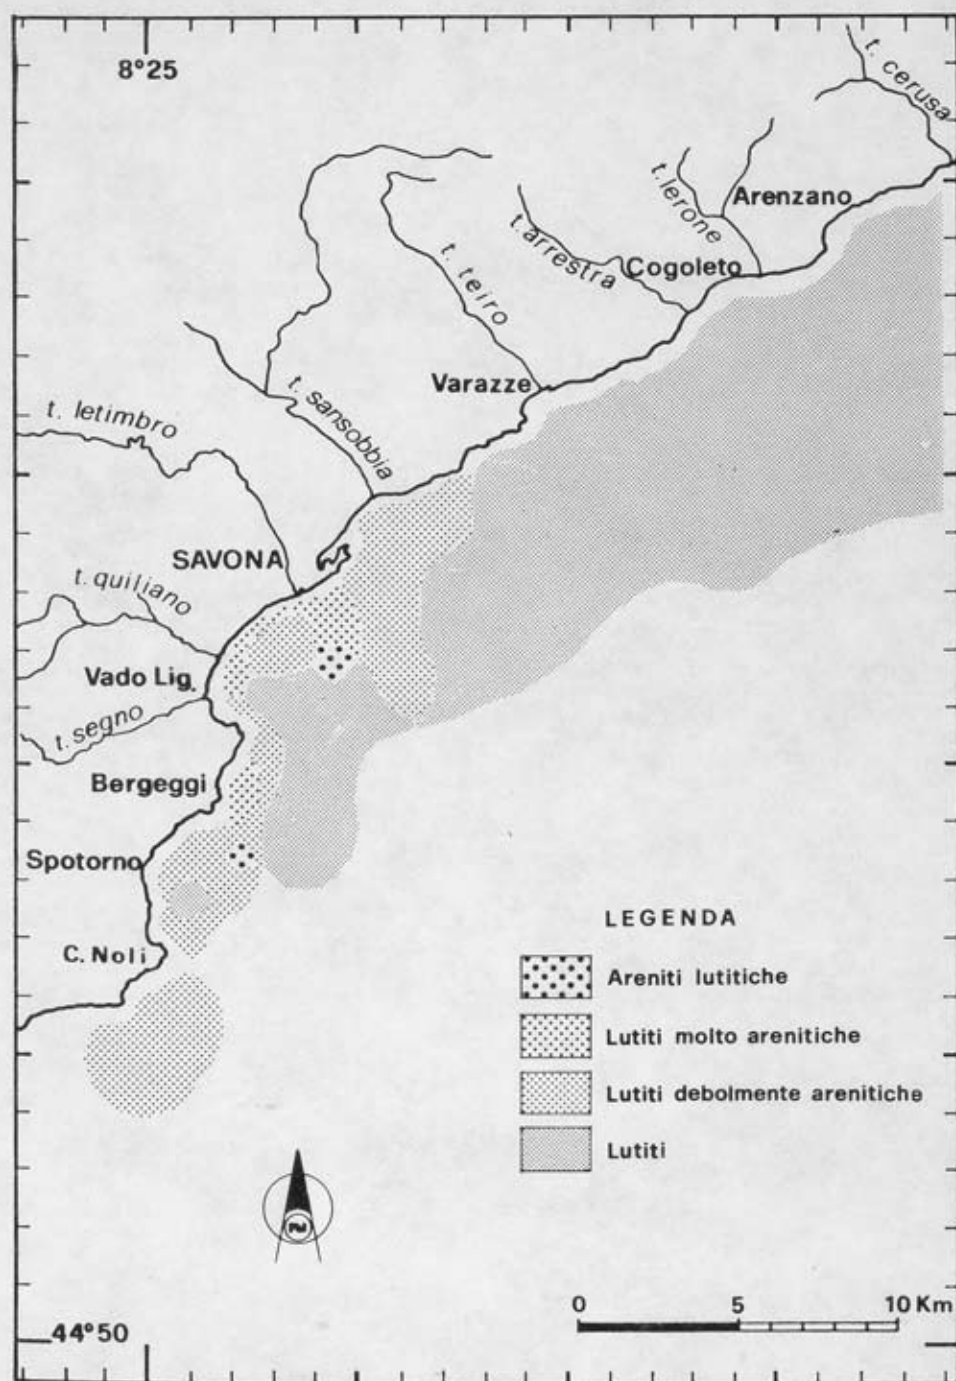 8°25
t. cerusa
Arenzano
t. lerone
t. arrestra
Cogoleto
t. teiro
Varazze
t. sansobbia
t. letimbro
SAVONA
t. quiliano
Vado Lig.
t. segno
Bergeggi
Spotorno
C. Noli
LEGENDA
Areniti lutitiche
Lutiti molto arenitiche
Lutiti debolmente arenitiche
Lutiti
N
0 5 10 Km
44°50